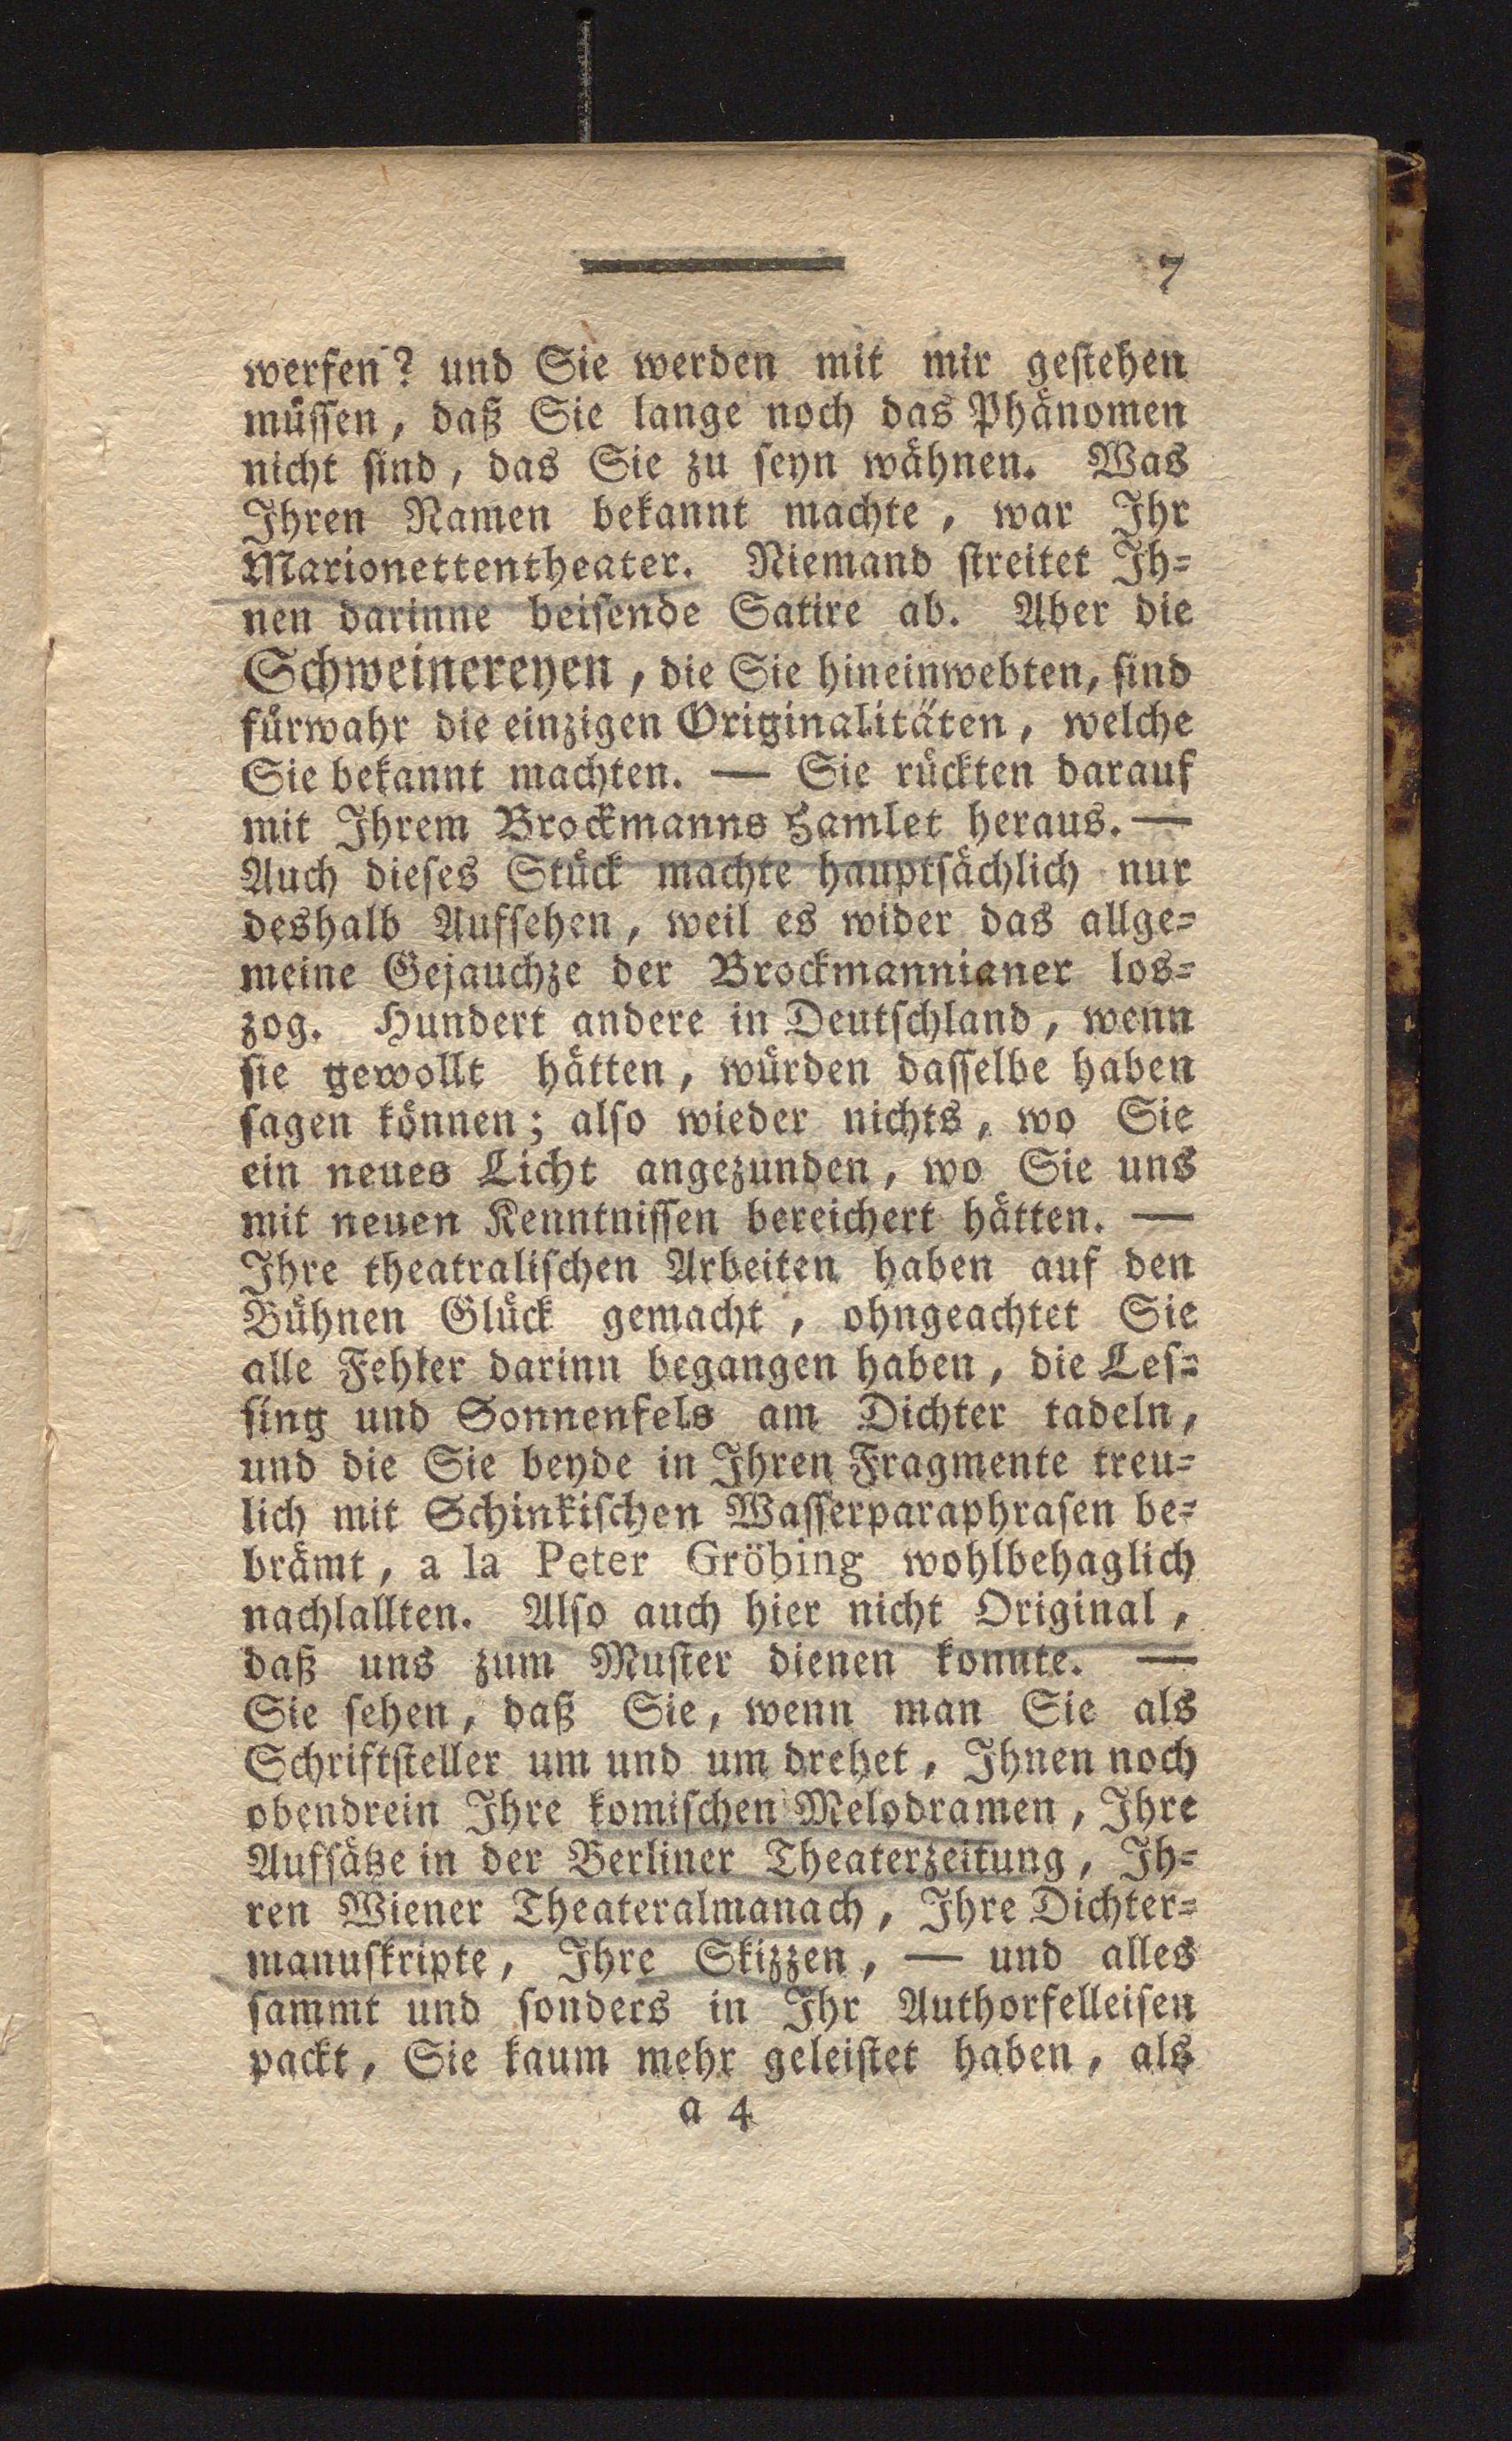 7
werfen? und Sie werden mit mir gestehen
müssen, daß Sie lange noch das Phänomen
nicht sind, das Sie zu seyn wähnen. Was
Ihren Namen bekannt machte, war Ihr
Marionettentheater. Niemand streitet Ih=
nen darinne beisende Satire ab. Aber die
Schweinereyen, die Sie hineinwebten, sind
fürwahr die einzigen Originalitäten, welche
Sie bekannt machten. — Sie rückten darauf
mit Ihrem Brockmanns Hamlet heraus. —
Auch dieses Stück machte hauptsächlich nur
deshalb Aufsehen, weil es wider das allge=
meine Gejauchze der Brockmannianer los=
zog. Hundert andere in Deutschland, wenn
sie gewollt hätten, würden dasselbe haben
sagen können; also wieder nichts, wo Sie
ein neues Licht angezunden, wo Sie uns
mit neuen Kenntnissen bereichert hätten. —
Ihre theatralischen Arbeiten haben auf den
Bühnen Glück gemacht, ohngeachtet Sie
alle Fehler darinn begangen haben, die Les=
sing und Sonnenfels am Dichter tadeln,
und die Sie beyde in Ihren Fragmente treu=
lich mit Schinkischen Wasserparaphrasen be=
brämt, a la Peter Gröbing wohlbehaglich
nachlallten. Also auch hier nicht Original,
daß uns zum Muster dienen konnte. —
Sie sehen, daß Sie, wenn man Sie als
Schriftsteller um und um drehet, Ihnen noch
obendrein Ihre komischen Melodramen, Ihre
Aufsätze in der Berliner Theaterzeitung, Ih=
ren Wiener Theateralmanach, Ihre Dichter=
manuskripte, Ihre Skizzen, — und alles
sammt und sonders in Ihr Authorfelleisen
packt, Sie kaum mehr geleistet haben, als
a 4